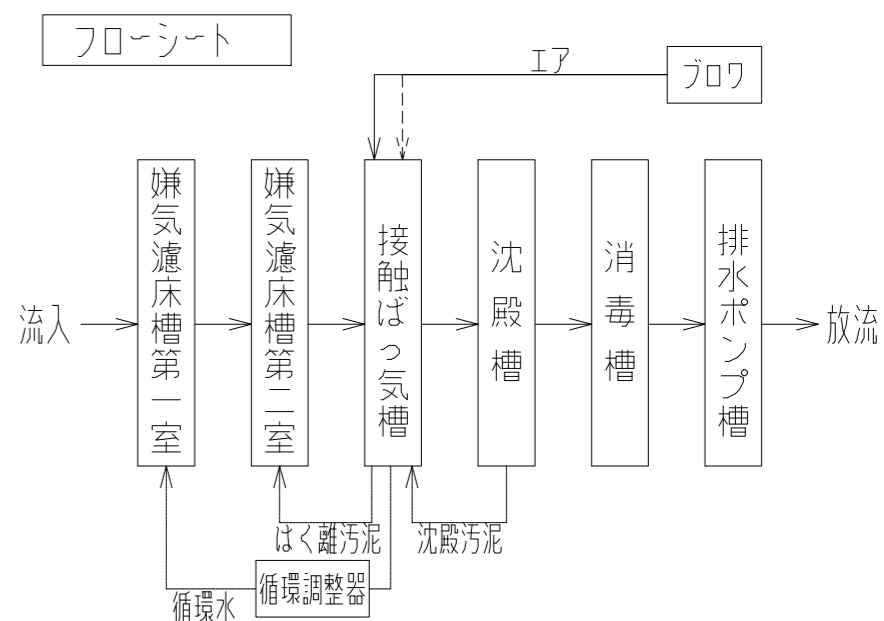 フローシート
エア
ブロワ
流入
嫌気濾床槽第一室
嫌気濾床槽第二室
接触ばっ気槽
沈殿槽
消毒槽
排水ポンプ槽
放流
はく離汚泥
沈殿汚泥
循環調整器
循環水